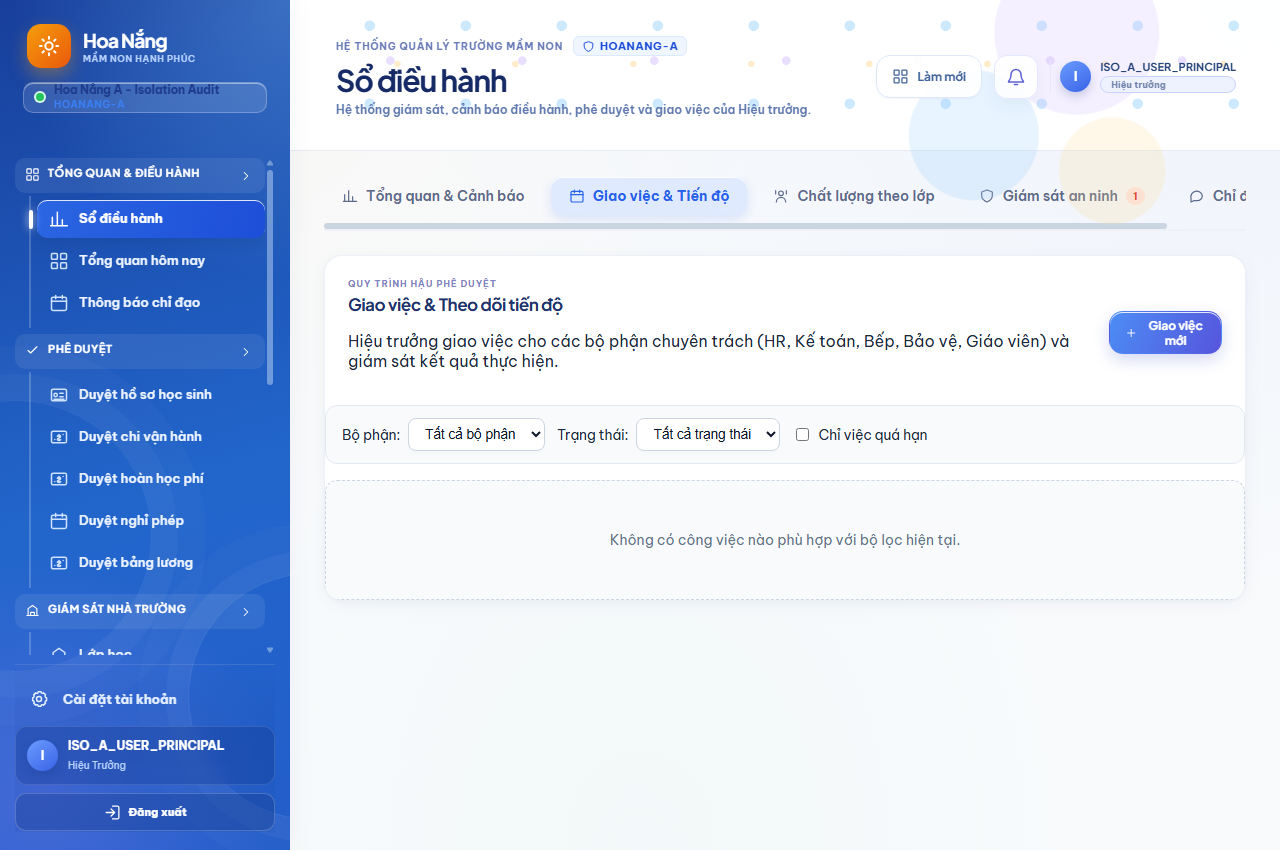 Hoa Nắng
MẦM NON HẠNH PHÚC
Hoa Nắng A - Isolation Audit
HOANANG-A
TỔNG QUAN & ĐIỀU HÀNH
Sổ điều hành
Tổng quan hôm nay
Thông báo chỉ đạo
PHÊ DUYỆT
Duyệt hồ sơ học sinh
Duyệt chi vận hành
Duyệt hoàn học phí
Duyệt nghỉ phép
Duyệt bảng lương
GIÁM SÁT NHÀ TRƯỜNG
Lớp học
Cài đặt tài khoản
I
ISO_A_USER_PRINCIPAL
Hiệu Trưởng
Đăng xuất
HỆ THỐNG QUẢN LÝ TRƯỜNG MẦM NON
HOANANG-A
Sổ điều hành
Hệ thống giám sát, cảnh báo điều hành, phê duyệt và giao việc của Hiệu trưởng.
Làm mới
I
ISO_A_USER_PRINCIPAL
Hiệu trưởng
Tổng quan & Cảnh báo
Giao việc & Tiến độ
Chất lượng theo lớp
Giám sát an ninh 1
Chỉ đ
QUY TRÌNH HẬU PHÊ DUYỆT
Giao việc & Theo dõi tiến độ
Hiệu trưởng giao việc cho các bộ phận chuyên trách (HR, Kế toán, Bếp, Bảo vệ, Giáo viên) và
giám sát kết quả thực hiện.
+ Giao việc
mới
Bộ phận: Tất cả bộ phận Trạng thái: Tất cả trạng thái Chỉ việc quá hạn
Không có công việc nào phù hợp với bộ lọc hiện tại.